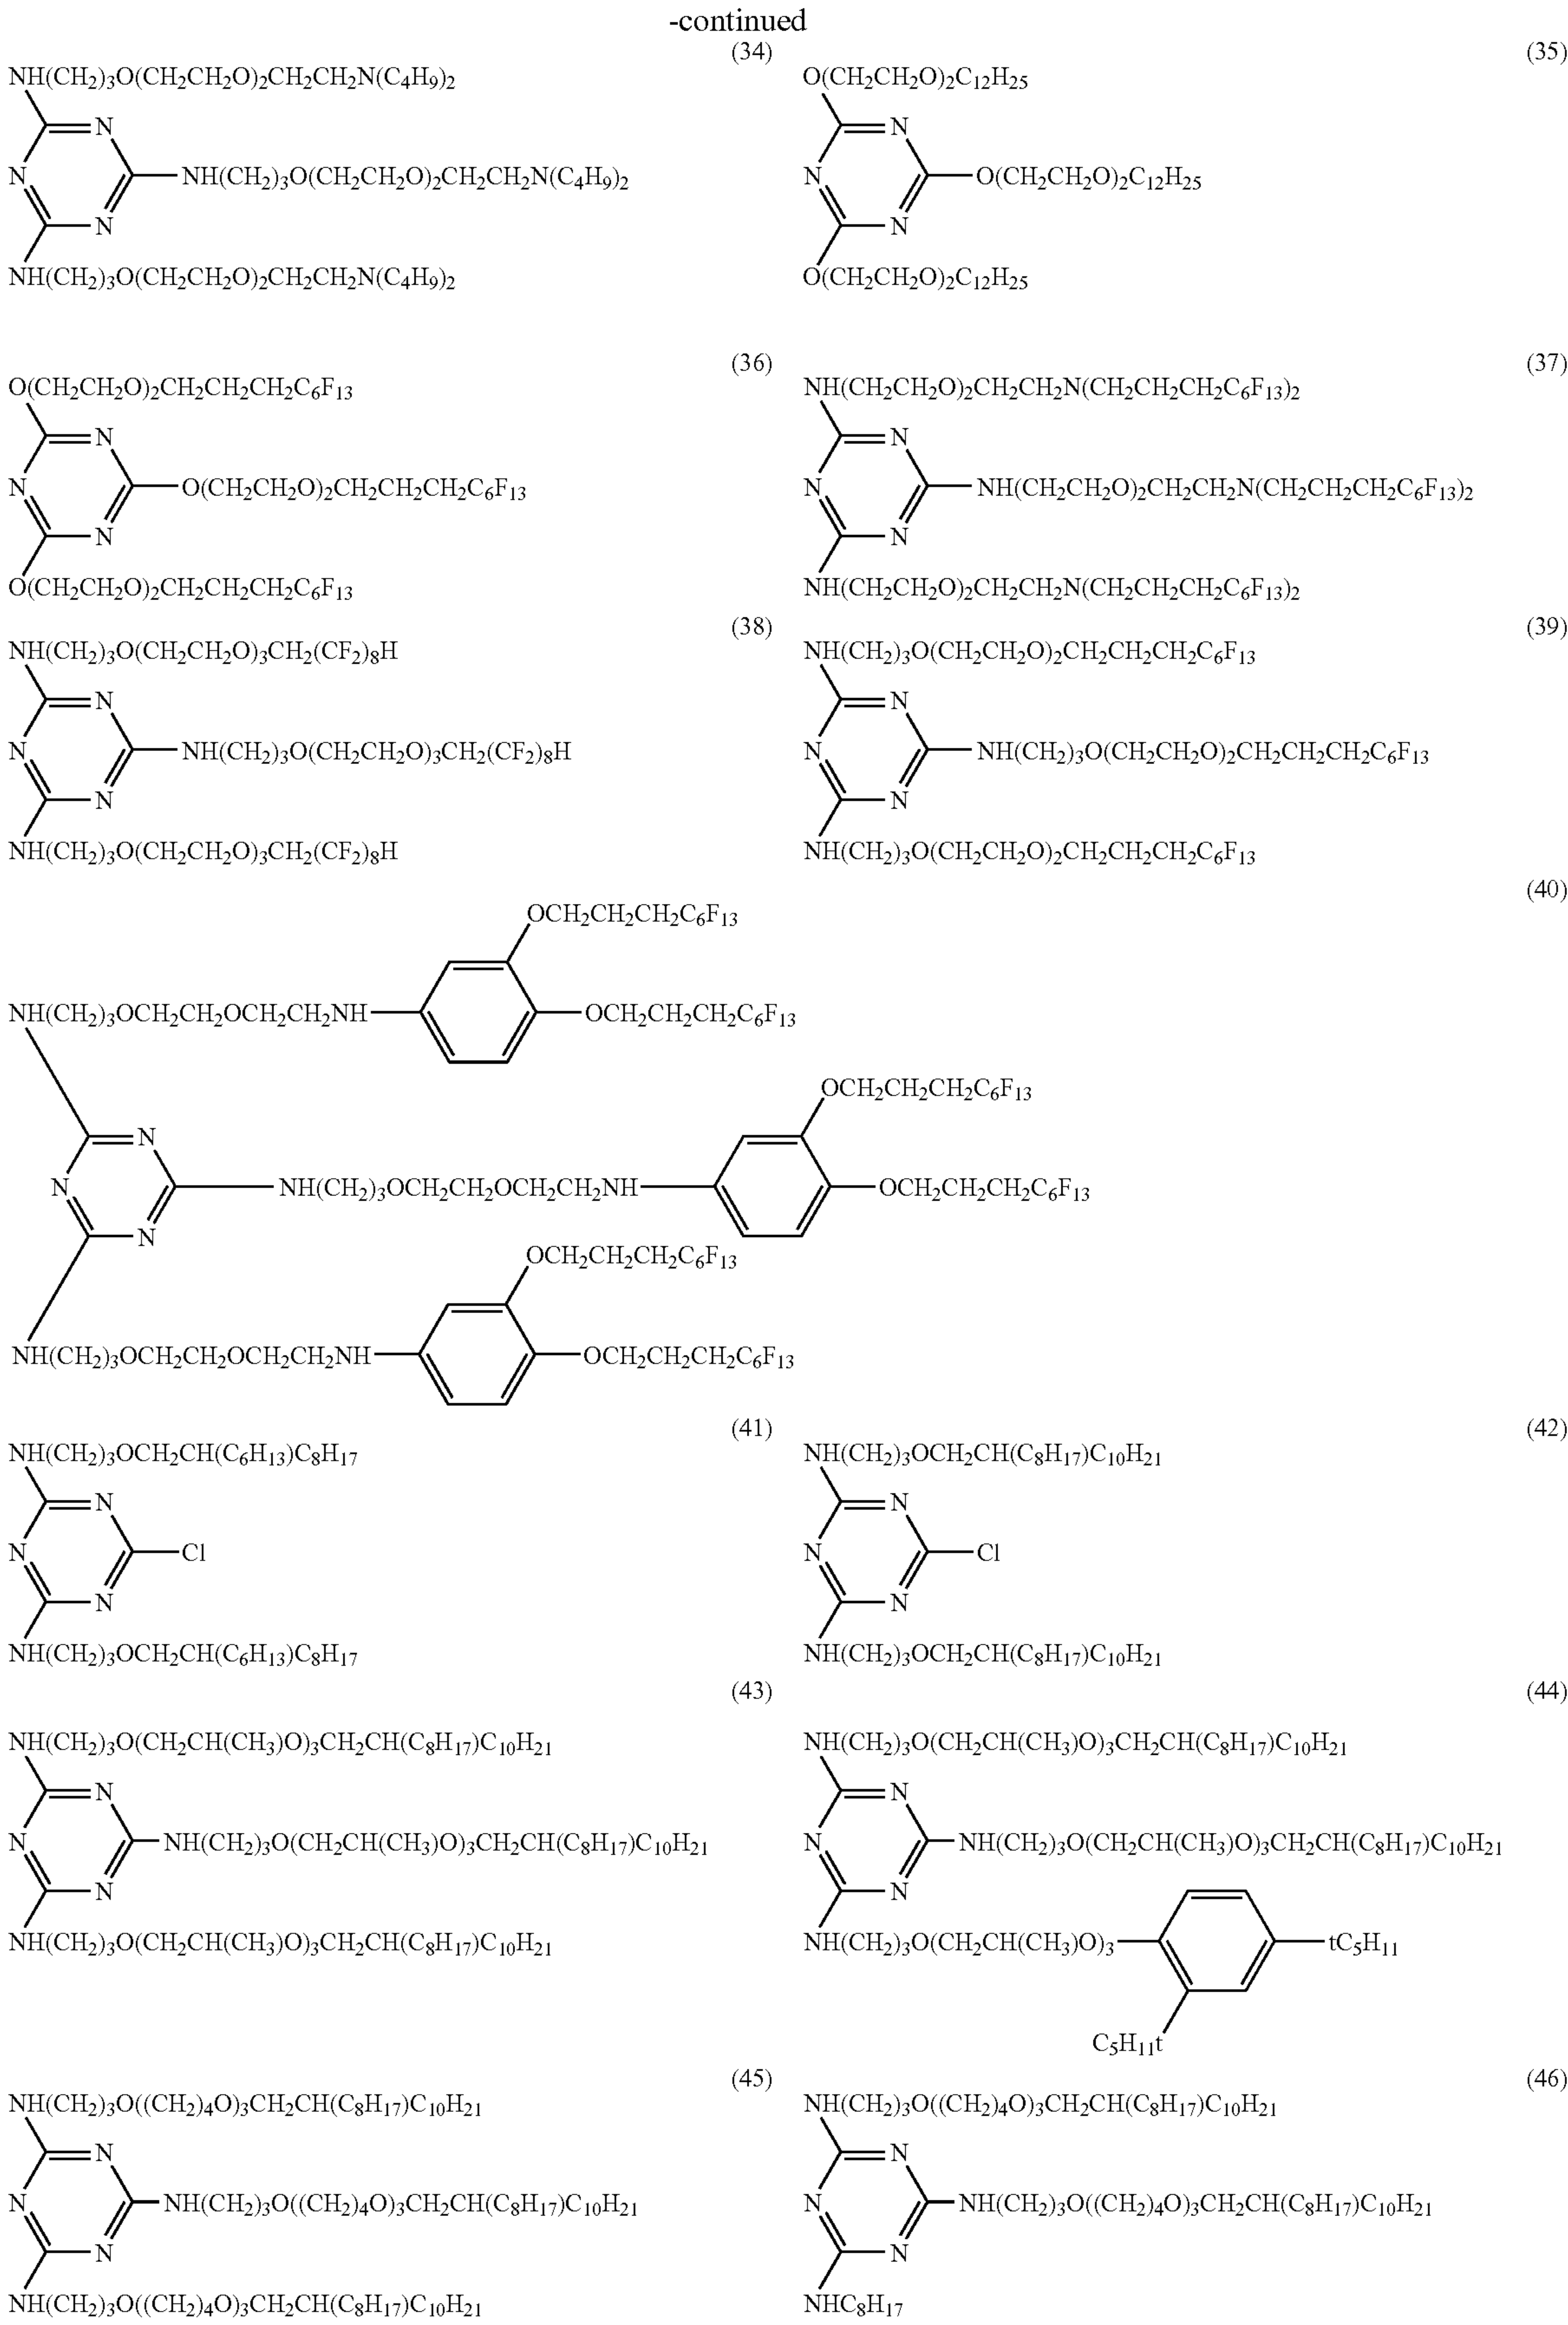 -continued
(34)
NH(CH₂)₃O(CH₂CH₂O)₂CH₂CH₂N(C₄H₉)₂
N
N
NH(CH₂)₃O(CH₂CH₂O)₂CH₂CH₂N(C₄H₉)₂
N
NH(CH₂)₃O(CH₂CH₂O)₂CH₂CH₂N(C₄H₉)₂
(35)
O(CH₂CH₂O)₂C₁₂H₂₅
N
N
O(CH₂CH₂O)₂C₁₂H₂₅
N
O(CH₂CH₂O)₂C₁₂H₂₅
(36)
O(CH₂CH₂O)₂CH₂CH₂CH₂C₆F₁₃
N
N
O(CH₂CH₂O)₂CH₂CH₂CH₂C₆F₁₃
N
O(CH₂CH₂O)₂CH₂CH₂CH₂C₆F₁₃
(37)
NH(CH₂CH₂O)₂CH₂CH₂N(CH₂CH₂CH₂C₆F₁₃)₂
N
N
NH(CH₂CH₂O)₂CH₂CH₂N(CH₂CH₂CH₂C₆F₁₃)₂
N
NH(CH₂CH₂O)₂CH₂CH₂N(CH₂CH₂CH₂C₆F₁₃)₂
(38)
NH(CH₂)₃O(CH₂CH₂O)₃CH₂(CF₂)₈H
N
N
NH(CH₂)₃O(CH₂CH₂O)₃CH₂(CF₂)₈H
N
NH(CH₂)₃O(CH₂CH₂O)₃CH₂(CF₂)₈H
(39)
NH(CH₂)₃O(CH₂CH₂O)₂CH₂CH₂CH₂C₆F₁₃
N
N
NH(CH₂)₃O(CH₂CH₂O)₂CH₂CH₂CH₂C₆F₁₃
N
NH(CH₂)₃O(CH₂CH₂O)₂CH₂CH₂CH₂C₆F₁₃
(40)
OCH₂CH₂CH₂C₆F₁₃
NH(CH₂)₃OCH₂CH₂OCH₂CH₂NH
OCH₂CH₂CH₂C₆F₁₃
OCH₂CH₂CH₂C₆F₁₃
N
N
NH(CH₂)₃OCH₂CH₂OCH₂CH₂NH
OCH₂CH₂CH₂C₆F₁₃
N
OCH₂CH₂CH₂C₆F₁₃
NH(CH₂)₃OCH₂CH₂OCH₂CH₂NH
OCH₂CH₂CH₂C₆F₁₃
(41)
NH(CH₂)₃OCH₂CH(C₆H₁₃)C₈H₁₇
N
N
Cl
N
NH(CH₂)₃OCH₂CH(C₆H₁₃)C₈H₁₇
(42)
NH(CH₂)₃OCH₂CH(C₈H₁₇)C₁₀H₂₁
N
N
Cl
N
NH(CH₂)₃OCH₂CH(C₈H₁₇)C₁₀H₂₁
(43)
NH(CH₂)₃O(CH₂CH(CH₃)O)₃CH₂CH(C₈H₁₇)C₁₀H₂₁
N
N
NH(CH₂)₃O(CH₂CH(CH₃)O)₃CH₂CH(C₈H₁₇)C₁₀H₂₁
N
NH(CH₂)₃O(CH₂CH(CH₃)O)₃CH₂CH(C₈H₁₇)C₁₀H₂₁
(44)
NH(CH₂)₃O(CH₂CH(CH₃)O)₃CH₂CH(C₈H₁₇)C₁₀H₂₁
N
N
NH(CH₂)₃O(CH₂CH(CH₃)O)₃CH₂CH(C₈H₁₇)C₁₀H₂₁
N
NH(CH₂)₃O(CH₂CH(CH₃)O)₃
tC₅H₁₁
C₅H₁₁t
(45)
NH(CH₂)₃O((CH₂)₄O)₃CH₂CH(C₈H₁₇)C₁₀H₂₁
N
N
NH(CH₂)₃O((CH₂)₄O)₃CH₂CH(C₈H₁₇)C₁₀H₂₁
N
NH(CH₂)₃O((CH₂)₄O)₃CH₂CH(C₈H₁₇)C₁₀H₂₁
(46)
NH(CH₂)₃O((CH₂)₄O)₃CH₂CH(C₈H₁₇)C₁₀H₂₁
N
N
NH(CH₂)₃O((CH₂)₄O)₃CH₂CH(C₈H₁₇)C₁₀H₂₁
N
NHC₈H₁₇